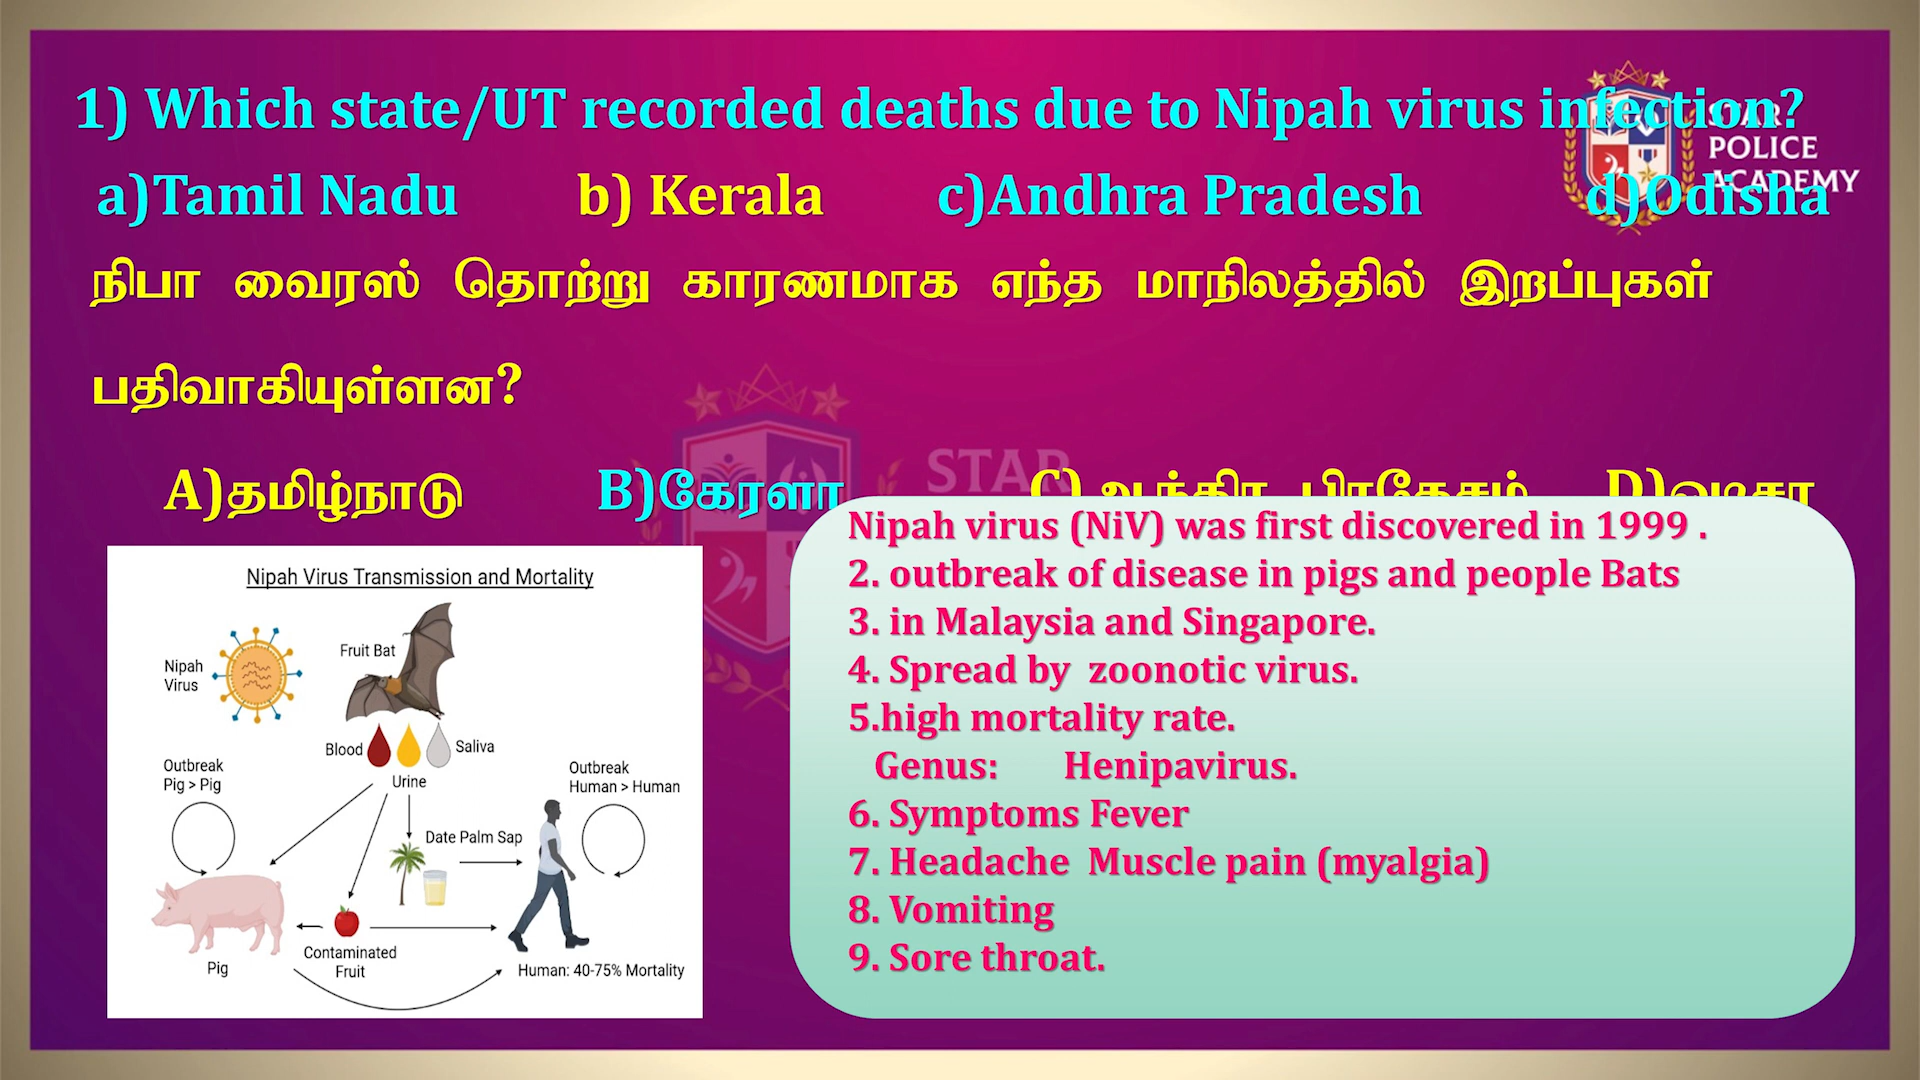 1) Which state/UT recorded deaths due to Nipah virus infection?
a)Tamil Nadu b) Kerala c)Andhra Pradesh d)Odisha
STAR
POLICE
ACADEMY
நிபா வைரஸ் தொற்று காரணமாக எந்த மாநிலத்தில் இறப்புகள்
பதிவாகியுள்ளன?
STAR
A)தமிழ்நாடு B)கேரளா C)ஆந்திர பிரதேசம் D)ஒடிசா
Nipah virus (NiV) was first discovered in 1999 .
2. outbreak of disease in pigs and people Bats
3. in Malaysia and Singapore.
4. Spread by zoonotic virus.
5.high mortality rate.
Genus: Henipavirus.
6. Symptoms Fever
7. Headache Muscle pain (myalgia)
8. Vomiting
9. Sore throat.
Nipah Virus Transmission and Mortality
Nipah
Virus
Fruit Bat
Blood
Saliva
Urine
Outbreak
Pig > Pig
Outbreak
Human > Human
Date Palm Sap
Contaminated
Fruit
Pig
Human: 40-75% Mortality